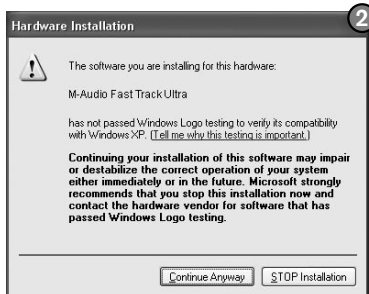 2
Hardware Installation
The software you are installing for this hardware:
M-Audio Fast Track Ultra
has not passed Windows Logo testing to verify its compatibility
with Windows XP. (Tell me why this testing is important.)
Continuing your installation of this software may impair
or destabilize the correct operation of your system
either immediately or in the future. Microsoft strongly
recommends that you stop this installation now and
contact the hardware vendor for software that has
passed Windows Logo testing.
Continue Anyway STOP Installation